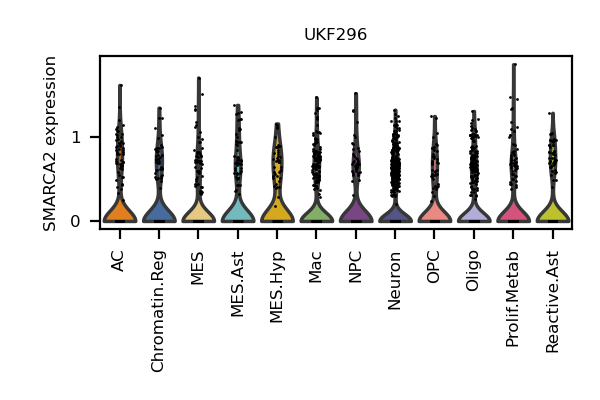 UKF296
SMARCA2 expression
1
0
AC
Chromatin.Reg
MES
MES.Ast
MES.Hyp
Mac
NPC
Neuron
OPC
Oligo
Prolif.Metab
Reactive.Ast